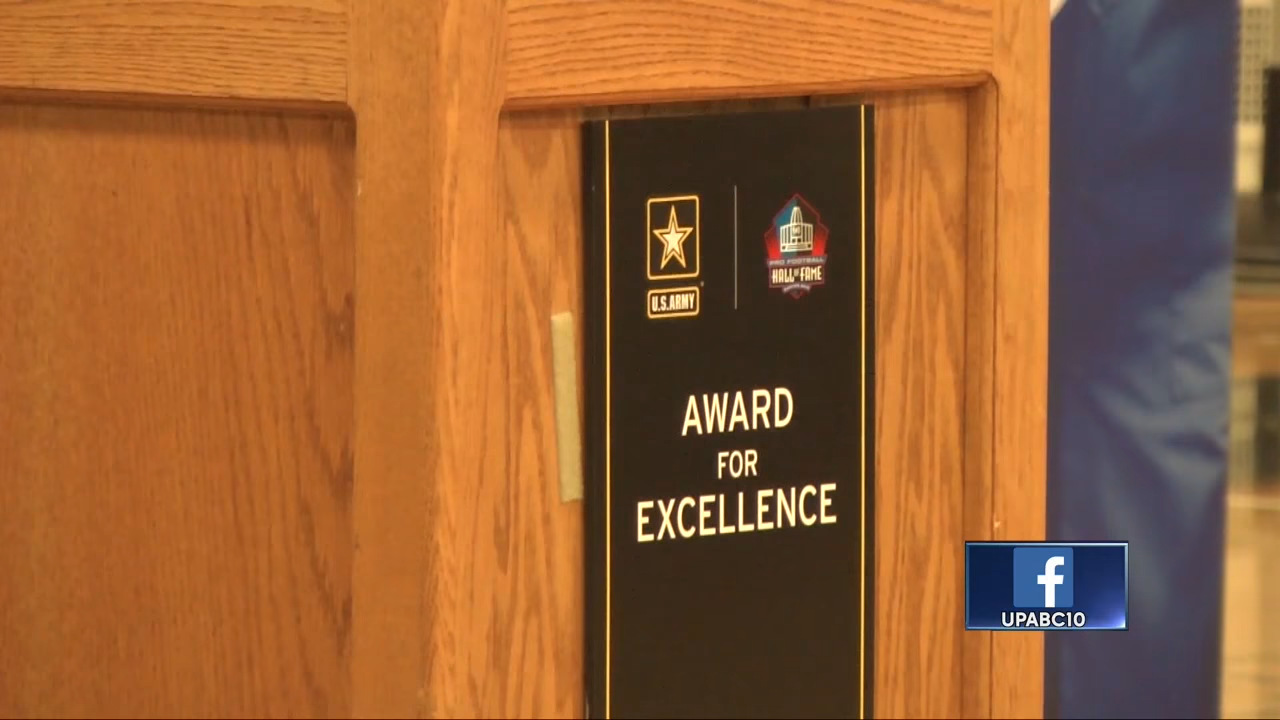 U.S.ARMY
PRO FOOTBALL
HALL OF FAME
AWARD
FOR
EXCELLENCE
UPABC10